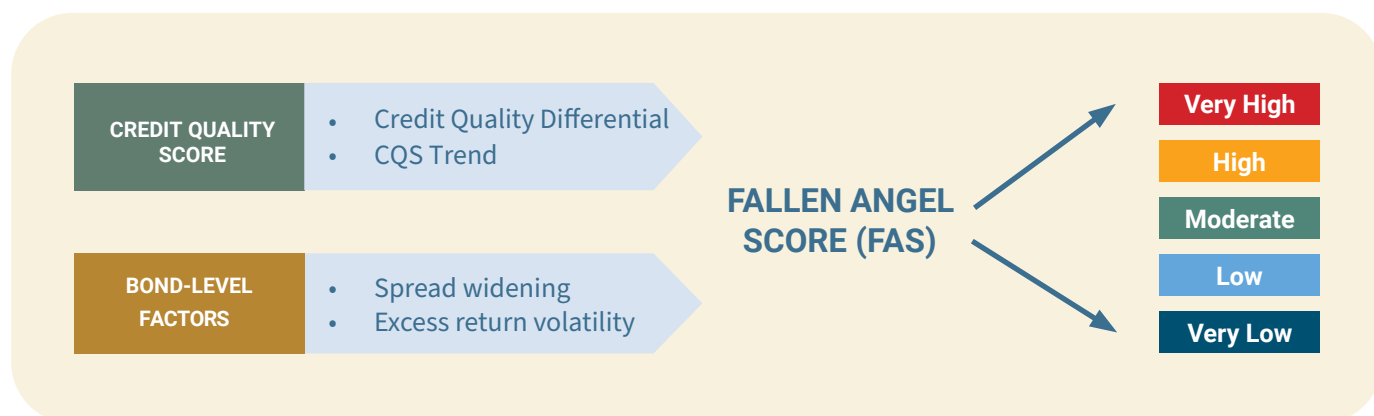 CREDIT QUALITY
SCORE
• Credit Quality Differential
• CQS Trend
BOND-LEVEL
FACTORS
• Spread widening
• Excess return volatility
FALLEN ANGEL
SCORE (FAS)
Very High
High
Moderate
Low
Very Low